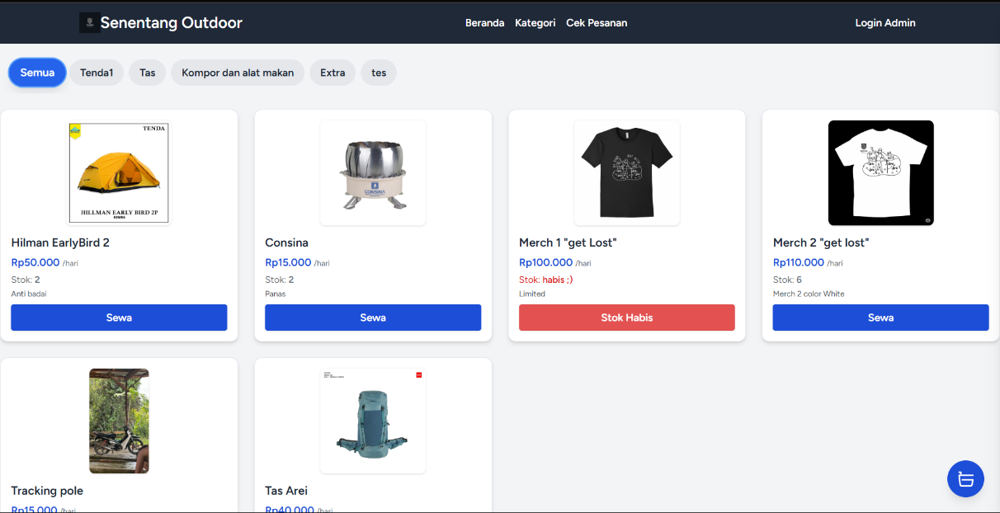 Senentang Outdoor
Beranda Kategori Cek Pesanan
Login Admin
Semua Tenda1 Tas Kompor dan alat makan Extra tes
TENDA
HILLMAN EARLY BIRD 2P
Hilman EarlyBird 2
Rp50.000 /hari
Stok: 2
Anti badai
Sewa
CONSINA
Consina
Rp15.000 /hari
Stok: 2
Panas
Sewa
Merch 1 "get Lost"
Rp100.000 /hari
Stok: habis ;)
Limited
Stok Habis
Merch 2 "get lost"
Rp110.000 /hari
Stok: 6
Merch 2 color White
Sewa
Tracking pole
Rp15.000 /hari
Tas Arei
Rp40.000 /hari